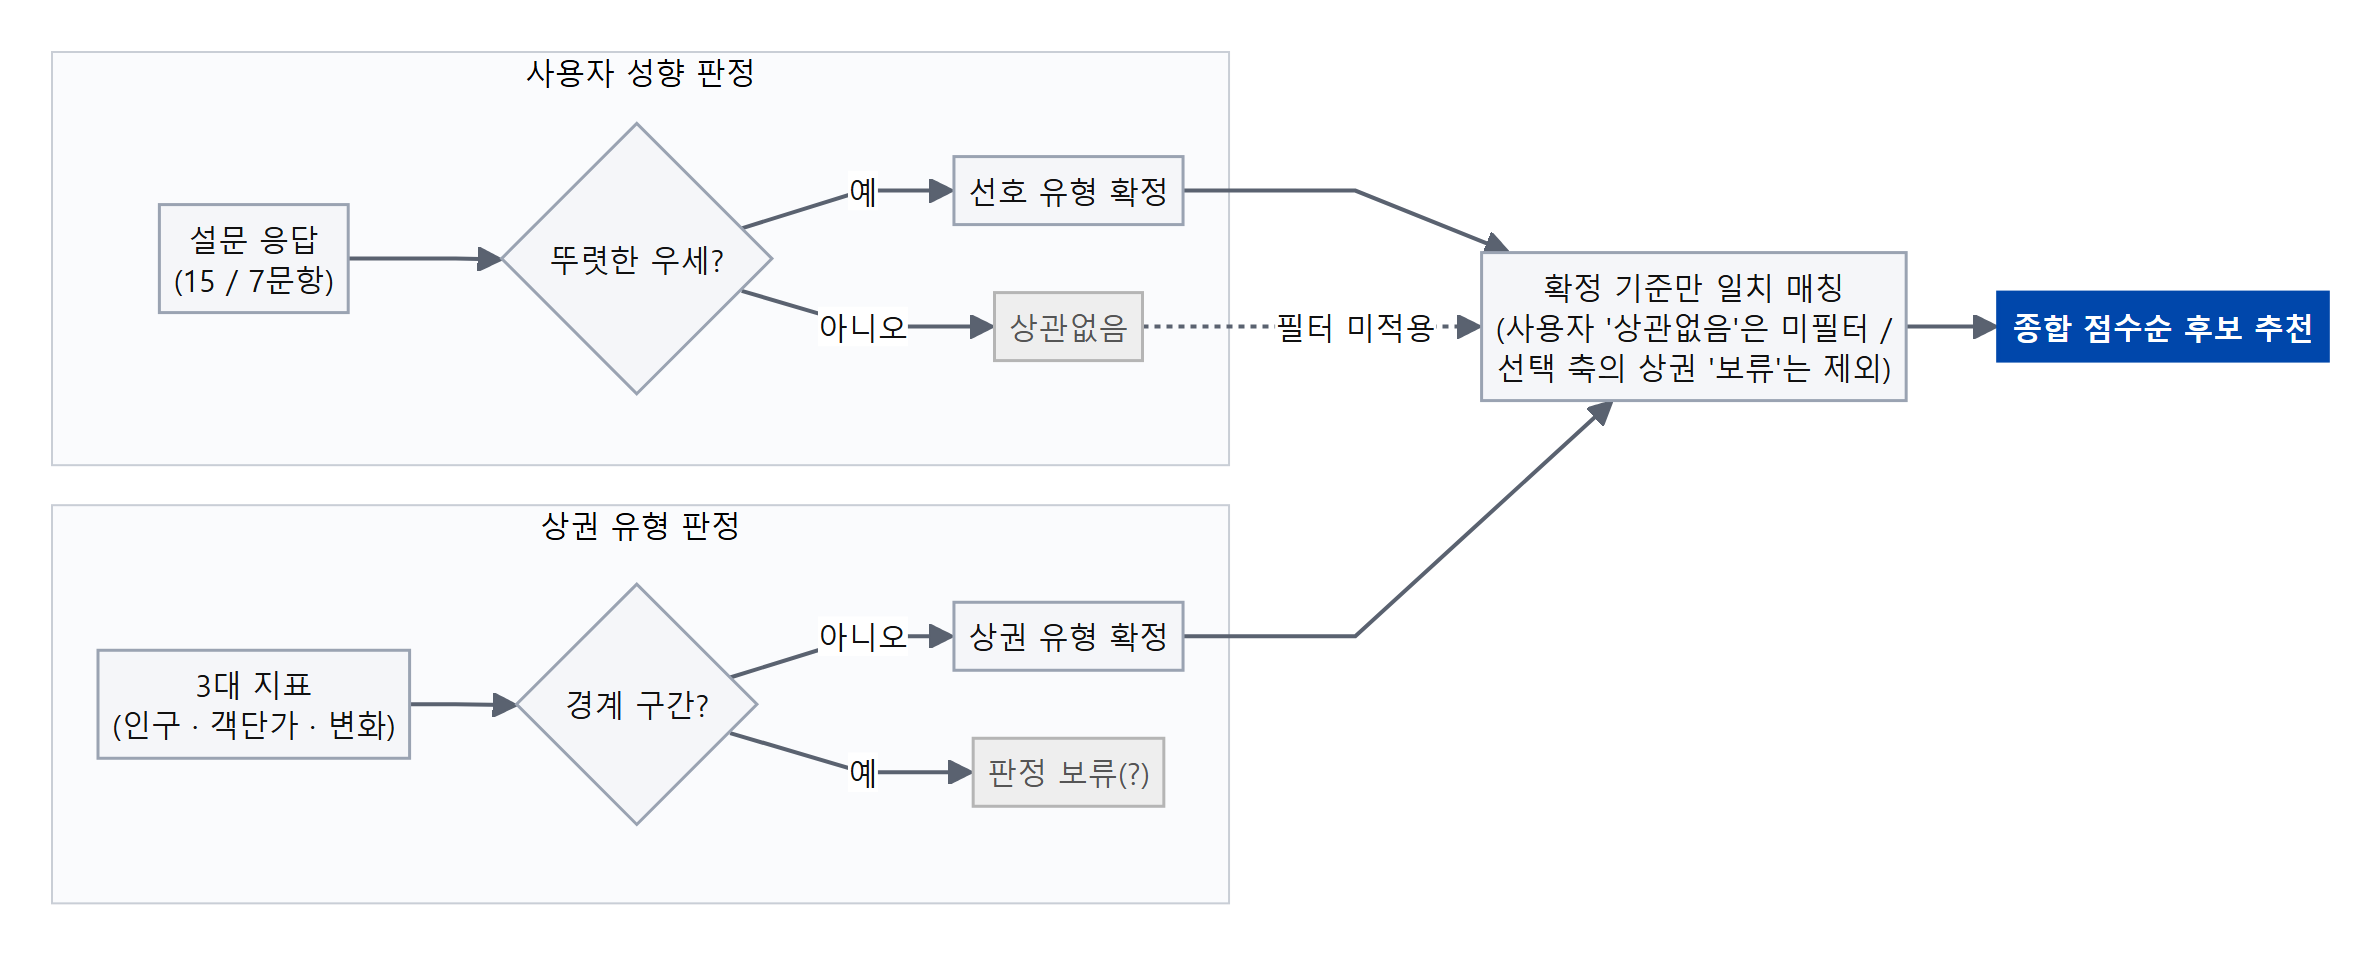 사용자 성향 판정
설문 응답
(15 / 7문항)
뚜렷한 우세?
예
아니오
선호 유형 확정
상관없음
필터 미적용
상권 유형 판정
3대 지표
(인구 · 객단가 · 변화)
경계 구간?
아니오
예
상권 유형 확정
판정 보류(?)
확정 기준만 일치 매칭
(사용자 '상관없음'은 미필터 /
선택 축의 상권 '보류'는 제외)
종합 점수순 후보 추천